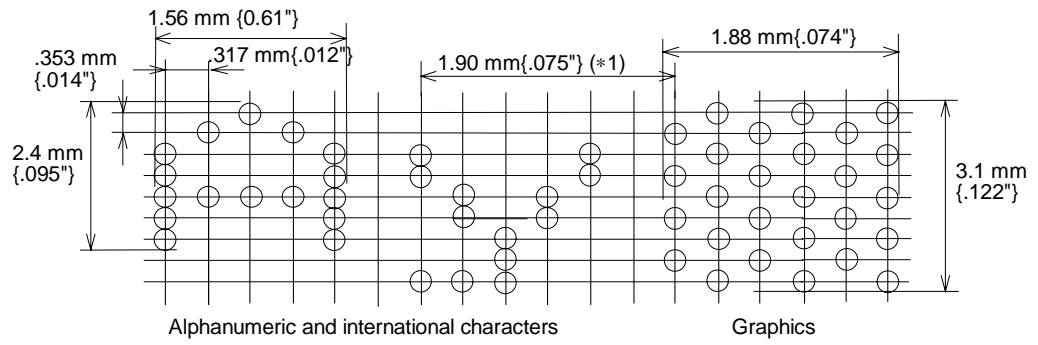 1.56 mm {0.61"}
.353 mm
{.014"}
.317 mm{.012"}
1.90 mm{.075"} (*1)
1.88 mm{.074"}
2.4 mm
{.095"}
3.1 mm
{.122"}
Alphanumeric and international characters
Graphics